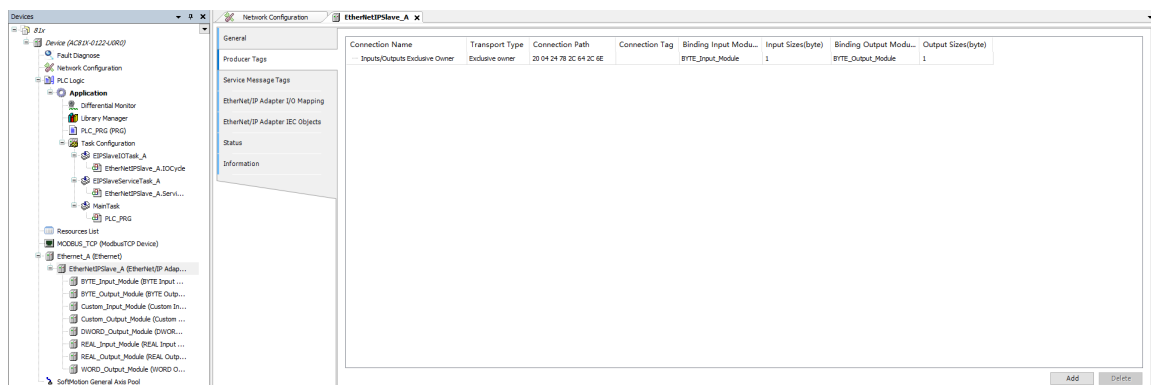 Devices
81x
Device (AC81X-0122-U0R0)
Fault Diagnose
Network Configuration
PLC Logic
Application
Differential Monitor
Library Manager
PLC_PRG (PRG)
Task Configuration
EIPSlaveIOTask_A
EtherNetIPSlave_A.IOCycle
EIPSlaveServiceTask_A
EtherNetIPSlave_A.Servi...
MainTask
PLC_PRG
Resources List
MODBUS_TCP (ModbusTCP Device)
Ethernet_A (Ethernet)
EtherNetIPSlave_A (EtherNet/IP Adap...
BYTE_Input_Module (BYTE Input ...
BYTE_Output_Module (BYTE Outp...
Custom_Input_Module (Custom In...
Custom_Output_Module (Custom ...
DWORD_Output_Module (DWOR...
REAL_Input_Module (REAL Input ...
REAL_Output_Module (REAL Outp...
WORD_Output_Module (WORD O...
SoftMotion General Axis Pool
Network Configuration EtherNetIPSlave_A
General
Producer Tags
Service Message Tags
EtherNet/IP Adapter I/O Mapping
EtherNet/IP Adapter IEC Objects
Status
Information
Connection Name Transport Type Connection Path Connection Tag Binding Input Modu... Input Sizes(byte) Binding Output Modu... Output Sizes(byte)
Inputs/Outputs Exclusive Owner Exclusive owner 20 04 24 78 2C 64 2C 6E BYTE_Input_Module 1 BYTE_Output_Module 1
Add Delete